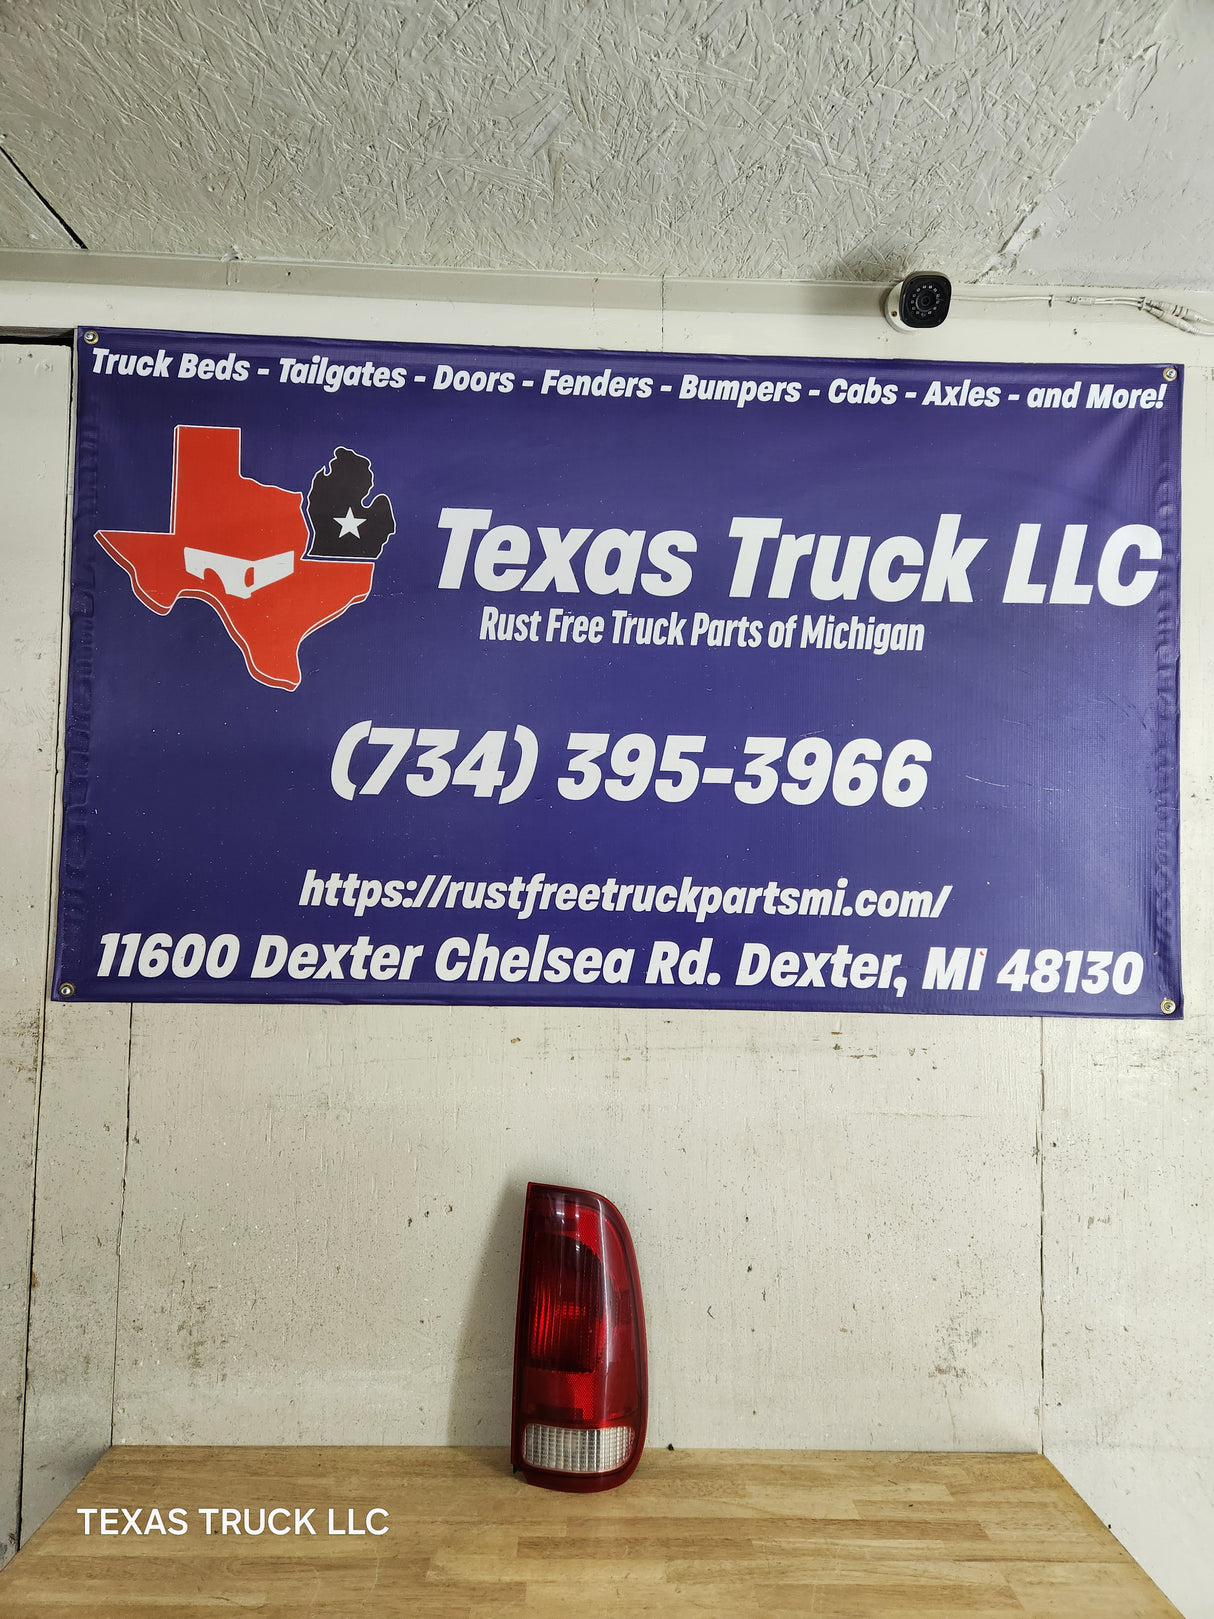 Truck Beds - Tailgates - Doors - Fenders - Bumpers - Cabs - Axles - and More!
Texas Truck LLC
Rust Free Truck Parts of Michigan
(734) 395-3966
https://rustfreetruckpartsmi.com/
11600 Dexter Chelsea Rd. Dexter, MI 48130
TEXAS TRUCK LLC